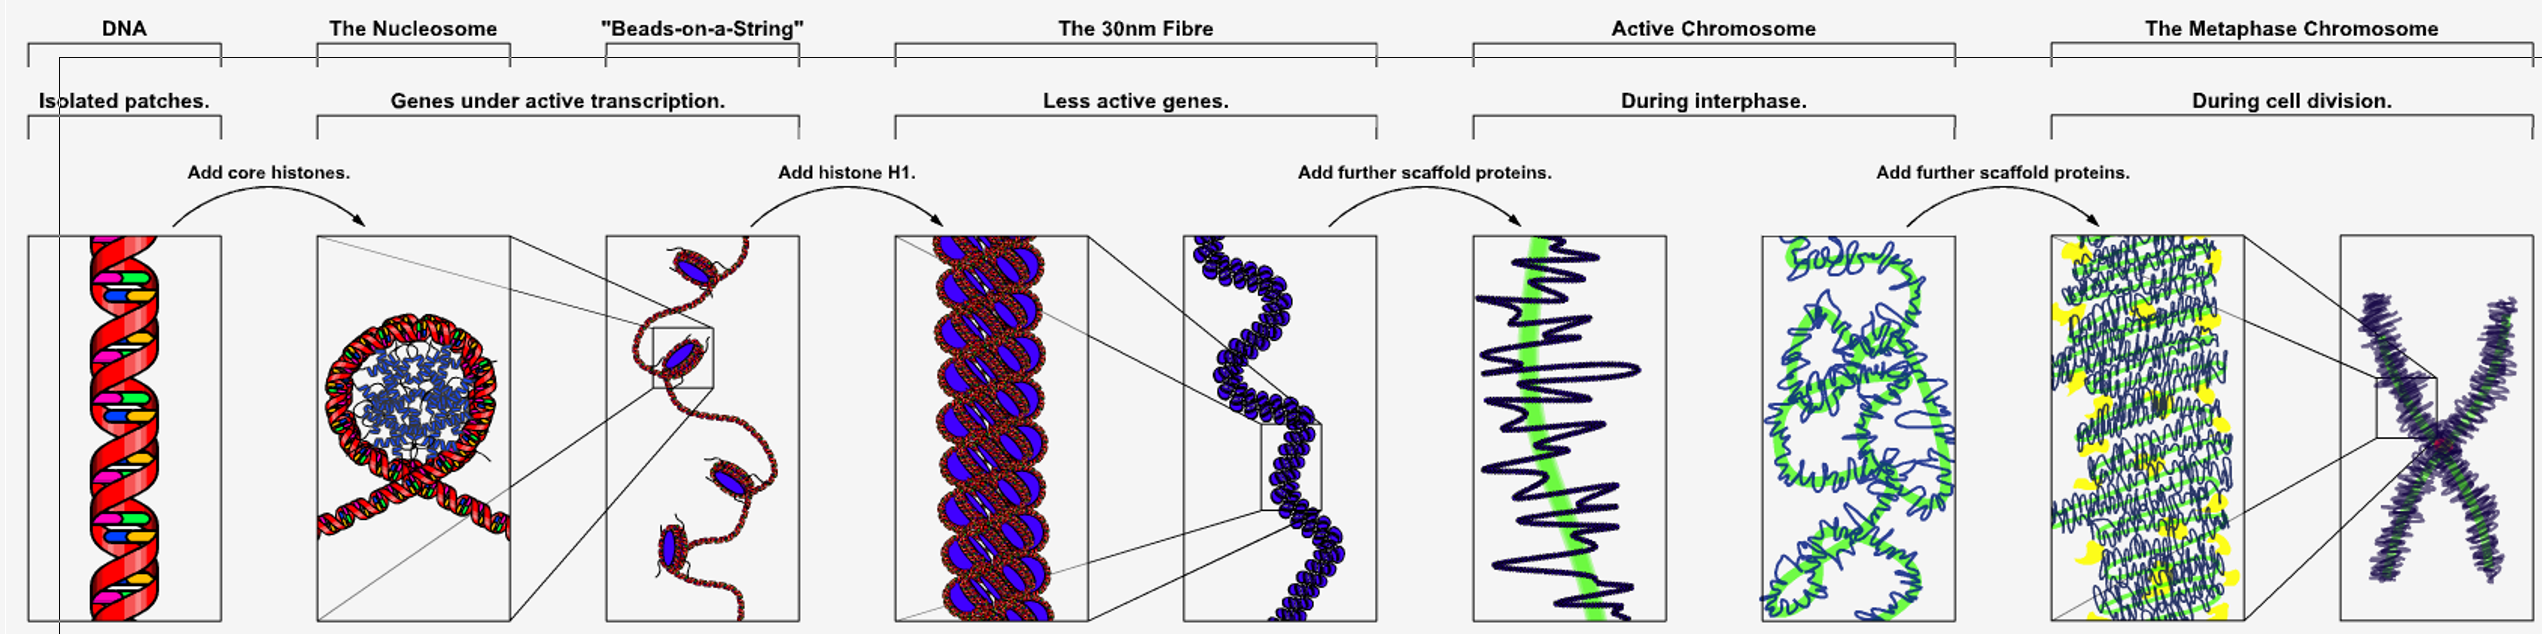 DNA
The Nucleosome
"Beads-on-a-String"
The 30nm Fibre
Active Chromosome
The Metaphase Chromosome
Isolated patches.
Genes under active transcription.
Less active genes.
During interphase.
During cell division.
Add core histones.
Add histone H1.
Add further scaffold proteins.
Add further scaffold proteins.